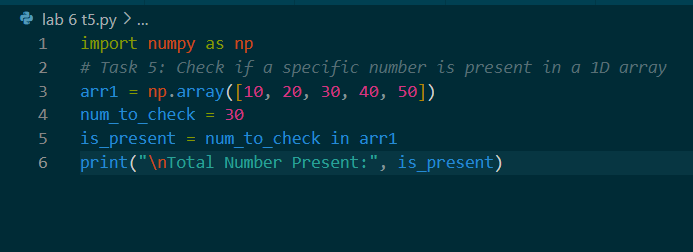 lab 6 t5.py > ...
1 import numpy as np
2 # Task 5: Check if a specific number is present in a 1D array
3 arr1 = np.array([10, 20, 30, 40, 50])
4 num_to_check = 30
5 is_present = num_to_check in arr1
6 print("\nTotal Number Present:", is_present)